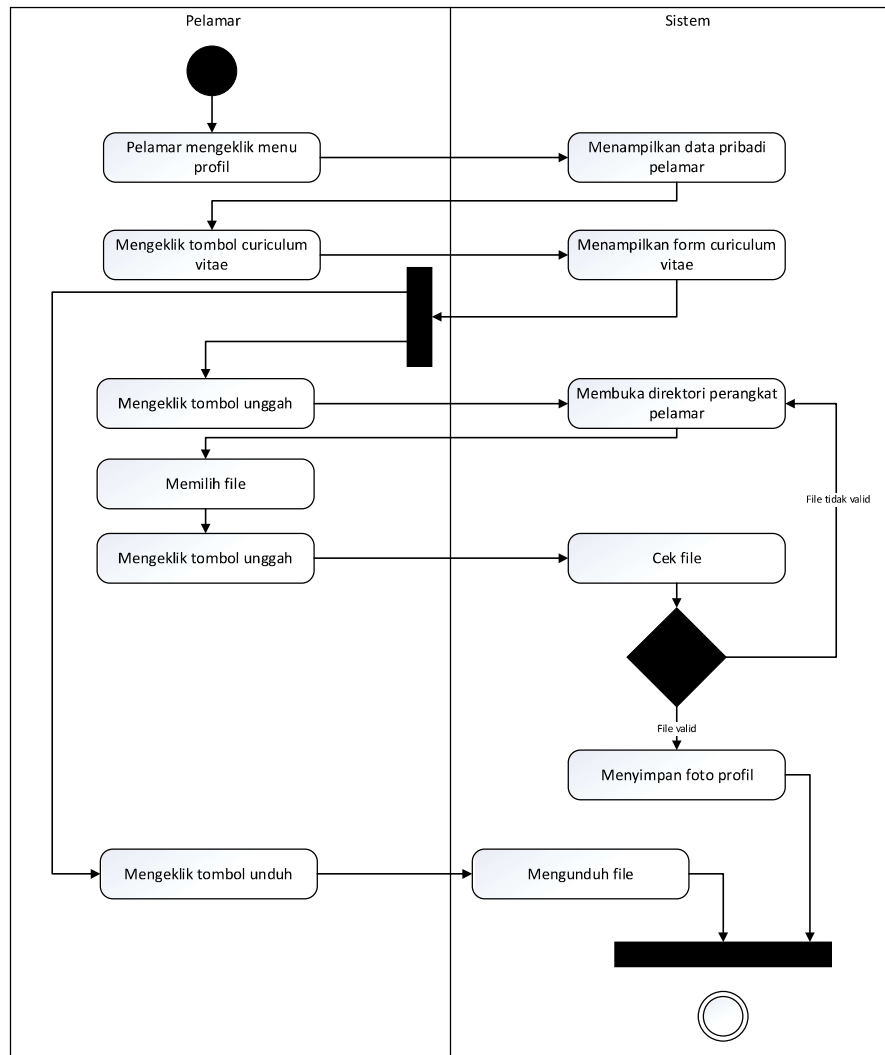 Pelamar
Sistem
Pelamar mengeklik menu
profil
Menampilkan data pribadi
pelamar
Mengeklik tombol curiculum
vitae
Menampilkan form curiculum
vitae
Mengeklik tombol unggah
Membuka direktori perangkat
pelamar
Memilih file
File tidak valid
Mengeklik tombol unggah
Cek file
File valid
Menyimpan foto profil
Mengeklik tombol unduh
Mengunduh file